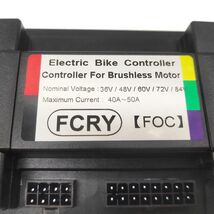 Electric Bike Controller
Controller For Brushless Motor
Nominal Voltage : 36V / 48V / 60V / 72V / 84V
Maximum Current : 40A~50A
FCRY 【FOC】